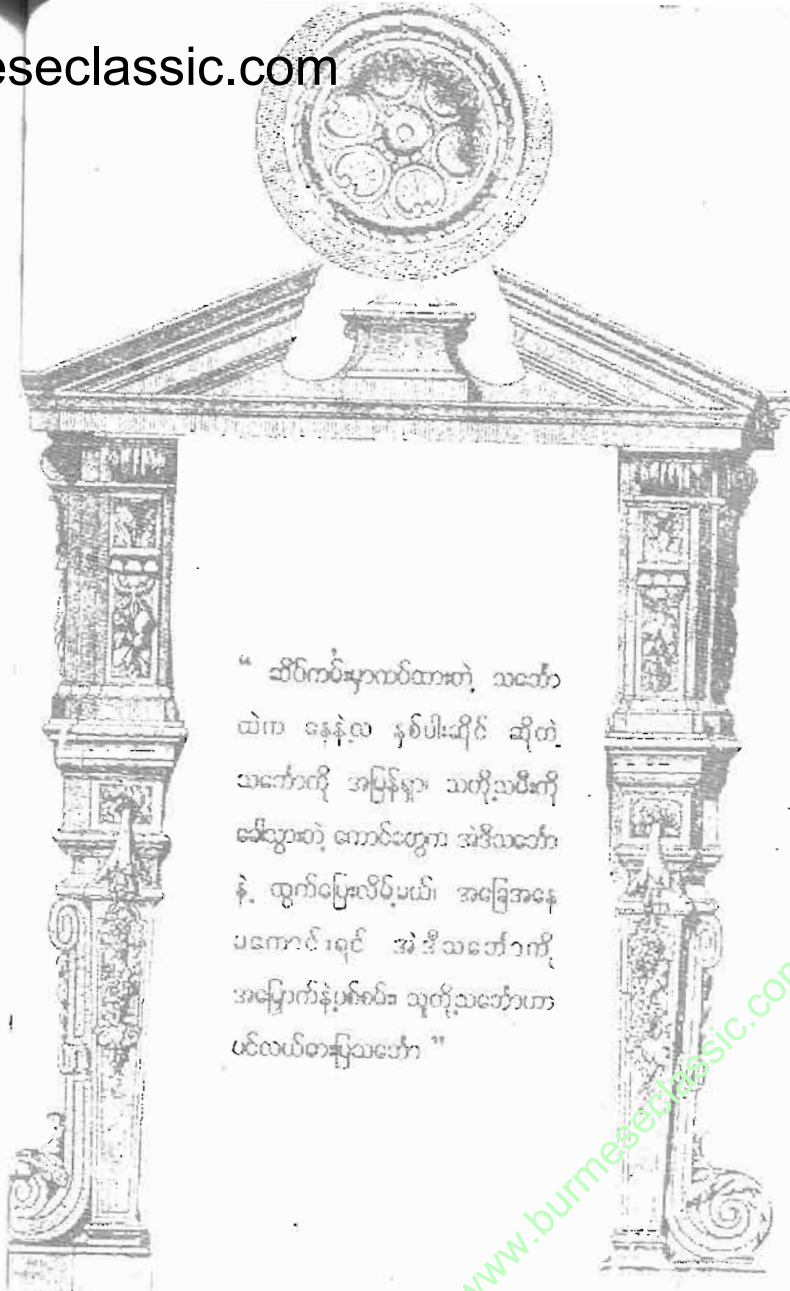 eseclassic.com
“ ဆိပ်ကမ်းမှာကပ်ထားတဲ့ သင်္ဘော
ထဲက နေနဲ့လ နှစ်ပါးဆိုင် ဆိုတဲ့
သင်္ဘောကို အမြန်ရှာ၊ သကို့သမီးကို
ခေါ်သွားတဲ့ ကောင်တွေက အဲဒီသင်္ဘော
နဲ့ ထွက်ပြေးလိမ့်မယ်၊ အခြေအနေ
မကောင်းရင် အဲဒီသင်္ဘောကို
အမြှောက်နဲ့ပစ်စမ်း၊ သူတို့သင်္ဘောဟာ
ပင်လယ်ဓားပြသင်္ဘော ”
www.burmeseclassic.com